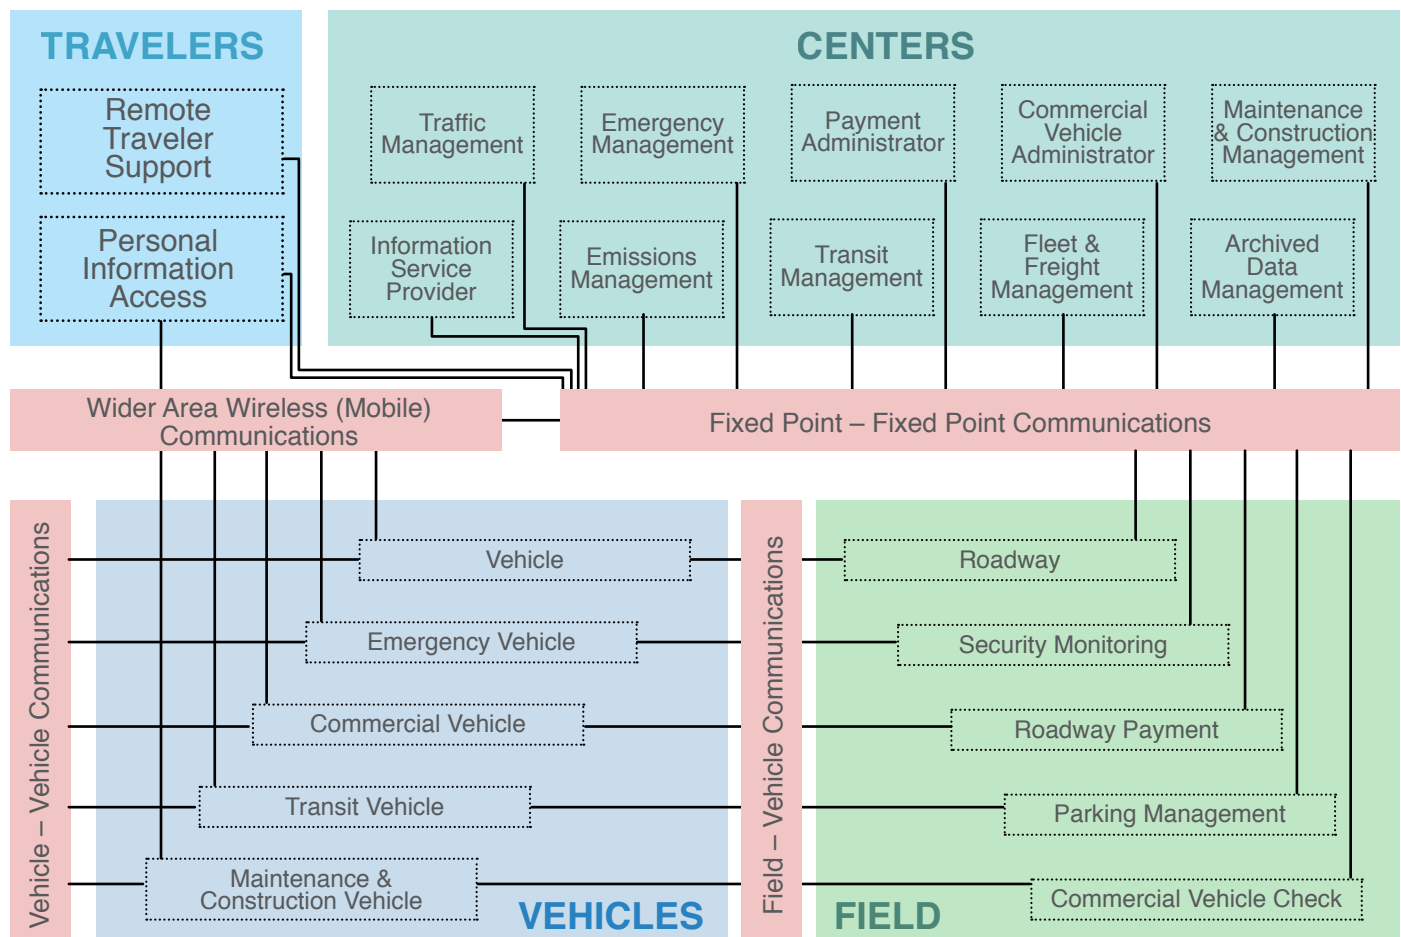 TRAVELERS
Remote
Traveler
Support
Personal
Information
Access
CENTERS
Traffic
Management
Emergency
Management
Payment
Administrator
Commercial
Vehicle
Administrator
Maintenance
& Construction
Management
Information
Service
Provider
Emissions
Management
Transit
Management
Fleet &
Freight
Management
Archived
Data
Management
Wider Area Wireless (Mobile)
Communications
Fixed Point – Fixed Point Communications
Vehicle – Vehicle Communications
Vehicle
Emergency Vehicle
Commercial Vehicle
Transit Vehicle
Maintenance &
Construction Vehicle
VEHICLES
Field – Vehicle Communications
Roadway
Security Monitoring
Roadway Payment
Parking Management
Commercial Vehicle Check
FIELD